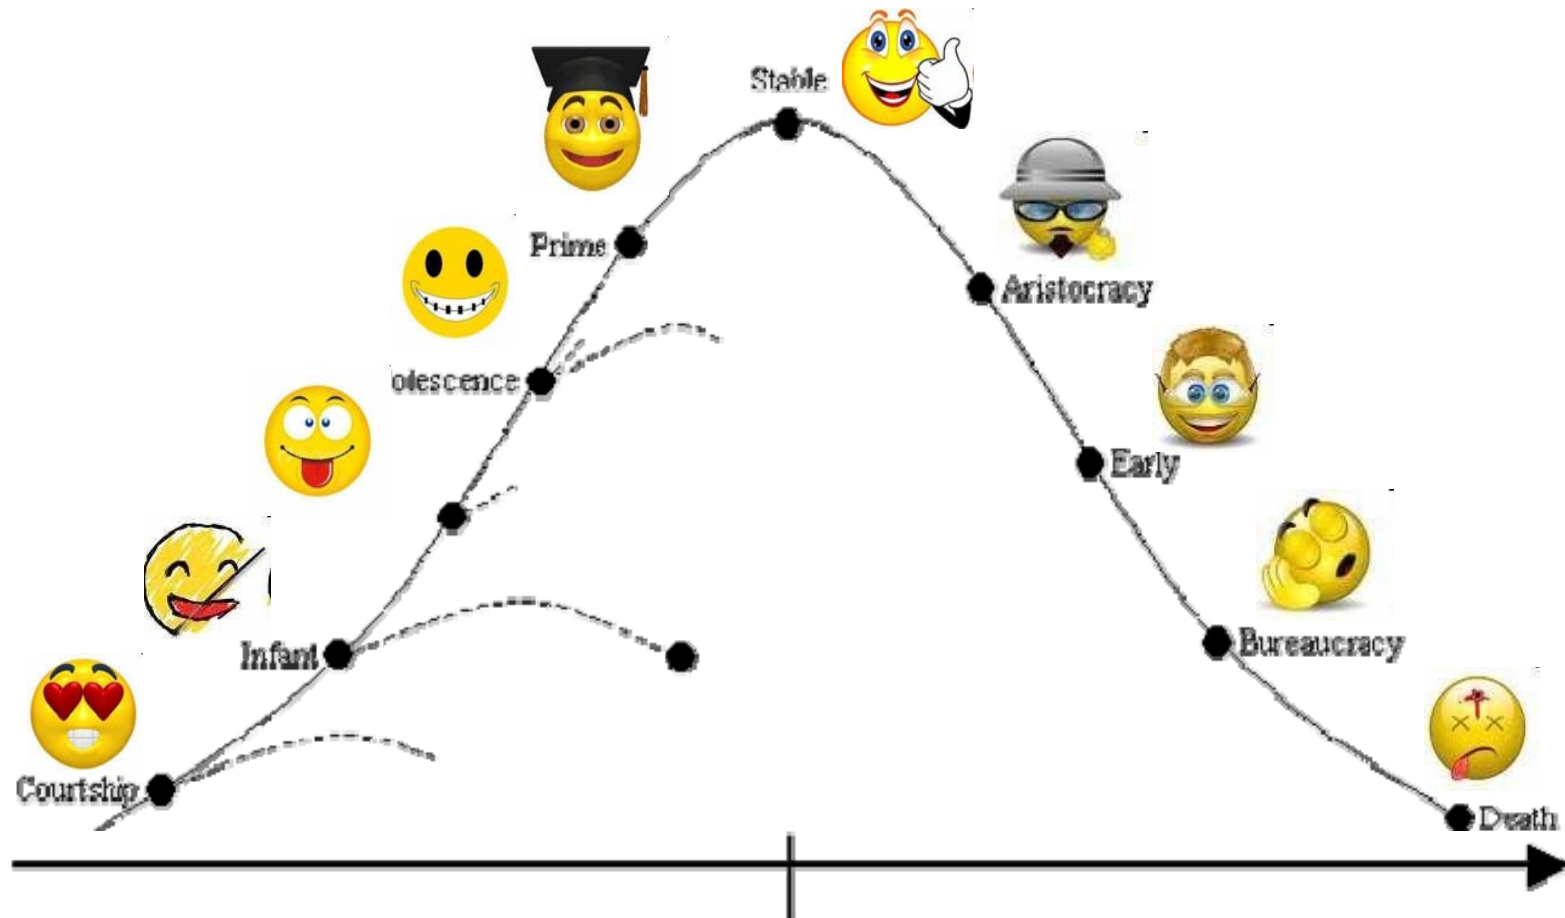 Stable
Prime
Aristocracy
olescence
Early
Infant
Bureaucracy
Courtship
Death